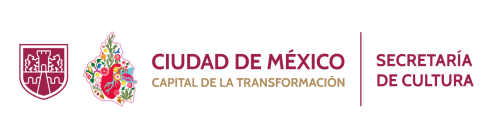 CIUDAD DE MÉXICO
CAPITAL DE LA TRANSFORMACIÓN
SECRETARÍA
DE CULTURA